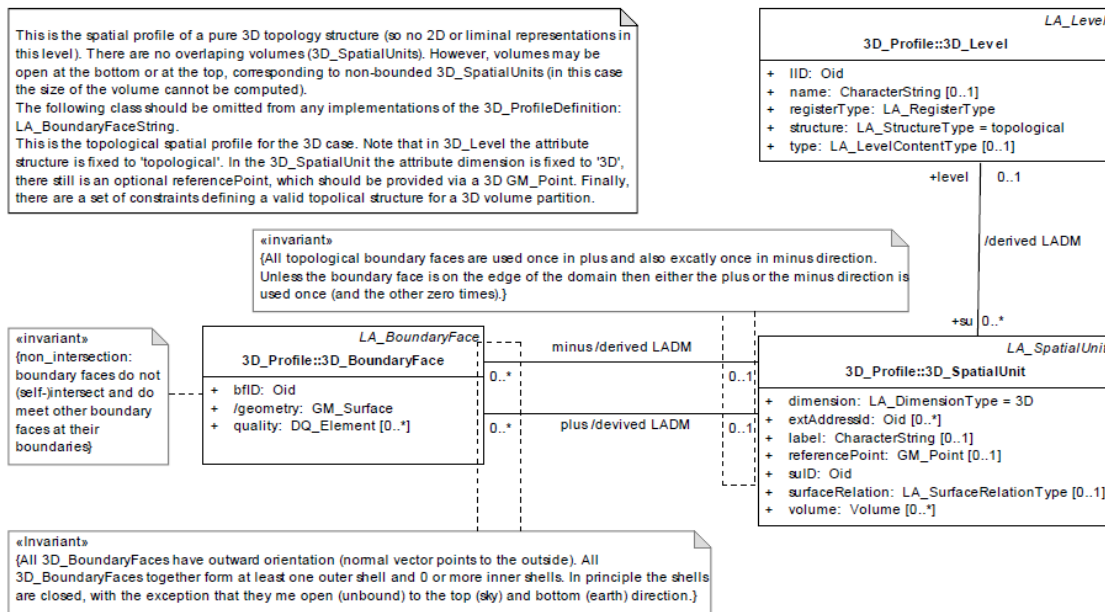 This is the spatial profile of a pure 3D topology structure (so no 2D or liminal representations in
this level). There are no overlaping volumes (3D_SpatialUnits). However, volumes may be
open at the bottom or at the top, corresponding to non-bounded 3D_SpatialUnits (in this case
the size of the volume cannot be computed).
The following class should be omitted from any implementations of the 3D_ProfileDefinition:
LA_BoundaryFaceString.
This is the topological spatial profile for the 3D case. Note that in 3D_Level the attribute
structure is fixed to 'topological'. In the 3D_SpatialUnit the attribute dimension is fixed to '3D',
there still is an optional referencePoint, which should be provided via a 3D GM_Point. Finally,
there are a set of constraints defining a valid topolical structure for a 3D volume partition.
LA_Level
3D_Profile::3D_Level
+ lID: Oid
+ name: CharacterString [0..1]
+ registerType: LA_RegisterType
+ structure: LA_StructureType = topological
+ type: LA_LevelContentType [0..1]
+level 0..1
/derived LADM
+su 0..*
«invariant»
{All topological boundary faces are used once in plus and also excatly once in minus direction.
Unless the boundary face is on the edge of the domain then either the plus or the minus direction is
used once (and the other zero times).}
«invariant»
{non_intersection:
boundary faces do not
(self-)intersect and do
meet other boundary
faces at their
boundaries}
LA_BoundaryFace
3D_Profile::3D_BoundaryFace
+ bfID: Oid
+ /geometry: GM_Surface
+ quality: DQ_Element [0..*]
minus /derived LADM
0..* 0..1
plus /devived LADM
0..* 0..1
LA_SpatialUnit
3D_Profile::3D_SpatialUnit
+ dimension: LA_DimensionType = 3D
+ extAddressId: Oid [0..*]
+ label: CharacterString [0..1]
+ referencePoint: GM_Point [0..1]
+ suID: Oid
+ surfaceRelation: LA_SurfaceRelationType [0..1]
+ volume: Volume [0..*]
«Invariant»
{All 3D_BoundaryFaces have outward orientation (normal vector points to the outside). All
3D_BoundaryFaces together form at least one outer shell and 0 or more inner shells. In principle the shells
are closed, with the exception that they me open (unbound) to the top (sky) and bottom (earth) direction.}